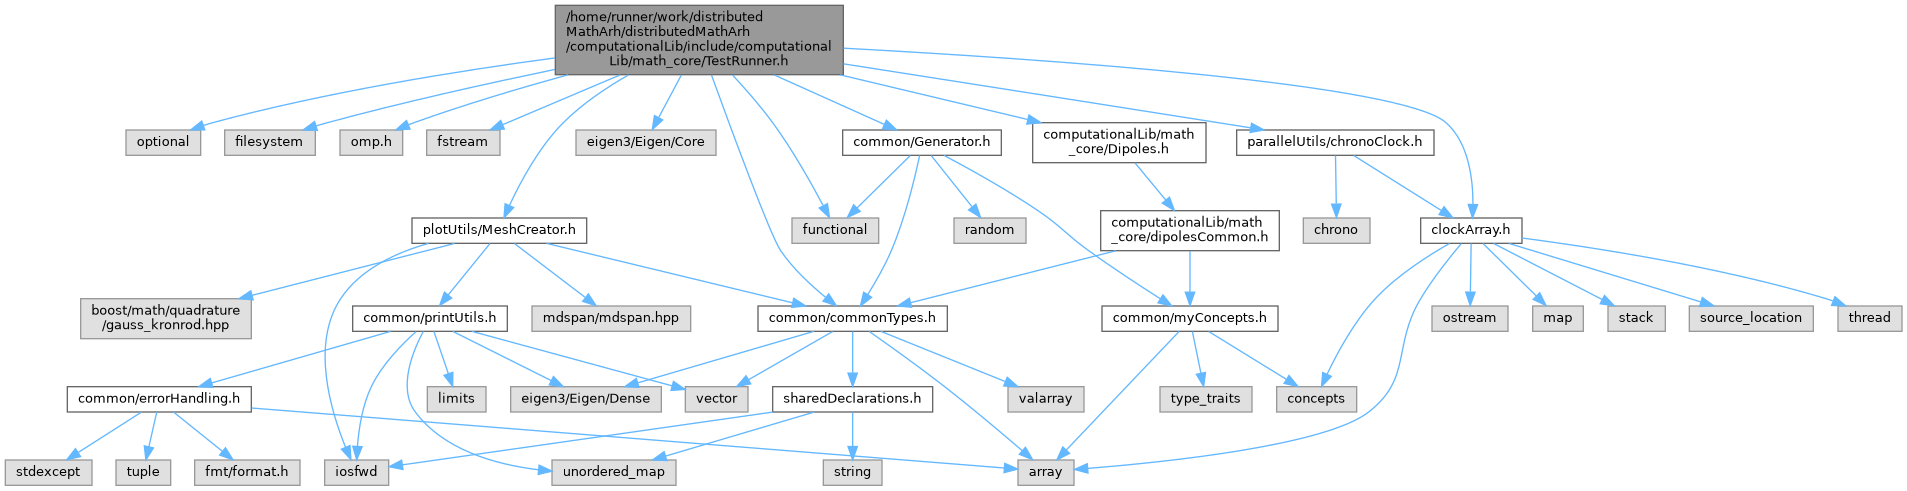 /home/runner/work/distributed
MathArh/distributedMathArh
/computationalLib/include/computational
Lib/math_core/TestRunner.h
optional
filesystem
omp.h
fstream
eigen3/Eigen/Core
common/Generator.h
computationalLib/math
_core/Dipoles.h
parallelUtils/chronoClock.h
plotUtils/MeshCreator.h
functional
random
computationalLib/math
_core/dipolesCommon.h
chrono
clockArray.h
boost/math/quadrature
/gauss_kronrod.hpp
common/printUtils.h
mdspan/mdspan.hpp
common/commonTypes.h
common/myConcepts.h
ostream
map
stack
source_location
thread
common/errorHandling.h
limits
eigen3/Eigen/Dense
vector
sharedDeclarations.h
valarray
type_traits
concepts
stdexcept
tuple
fmt/format.h
iosfwd
unordered_map
string
array